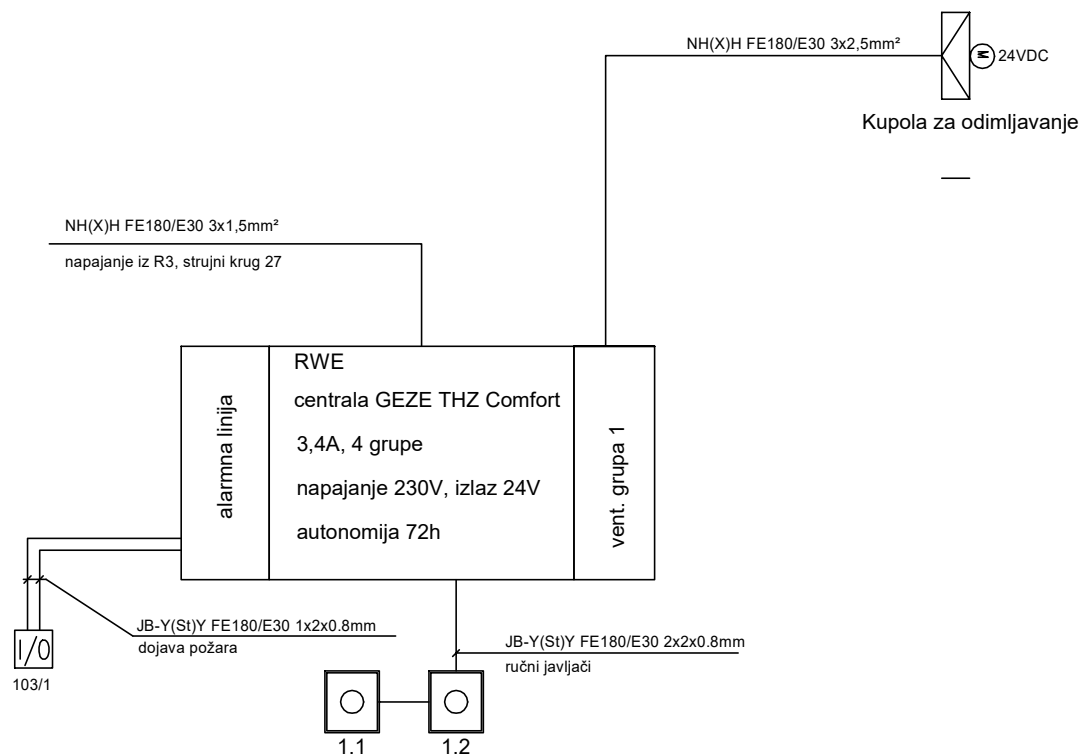 NH(X)H FE180/E30 3x2,5mm²
M
24VDC
Kupola za odimljavanje
NH(X)H FE180/E30 3x1,5mm²
napajanje iz R3, strujni krug 27
alarmna linija
RWE
centrala GEZE THZ Comfort
3,4A, 4 grupe
napajanje 230V, izlaz 24V
autonomija 72h
vent. grupa 1
JB-Y(St)Y FE180/E30 1x2x0.8mm
dojava požara
I/O
103/1
JB-Y(St)Y FE180/E30 2x2x0.8mm
ručni javljači
1.1
1.2